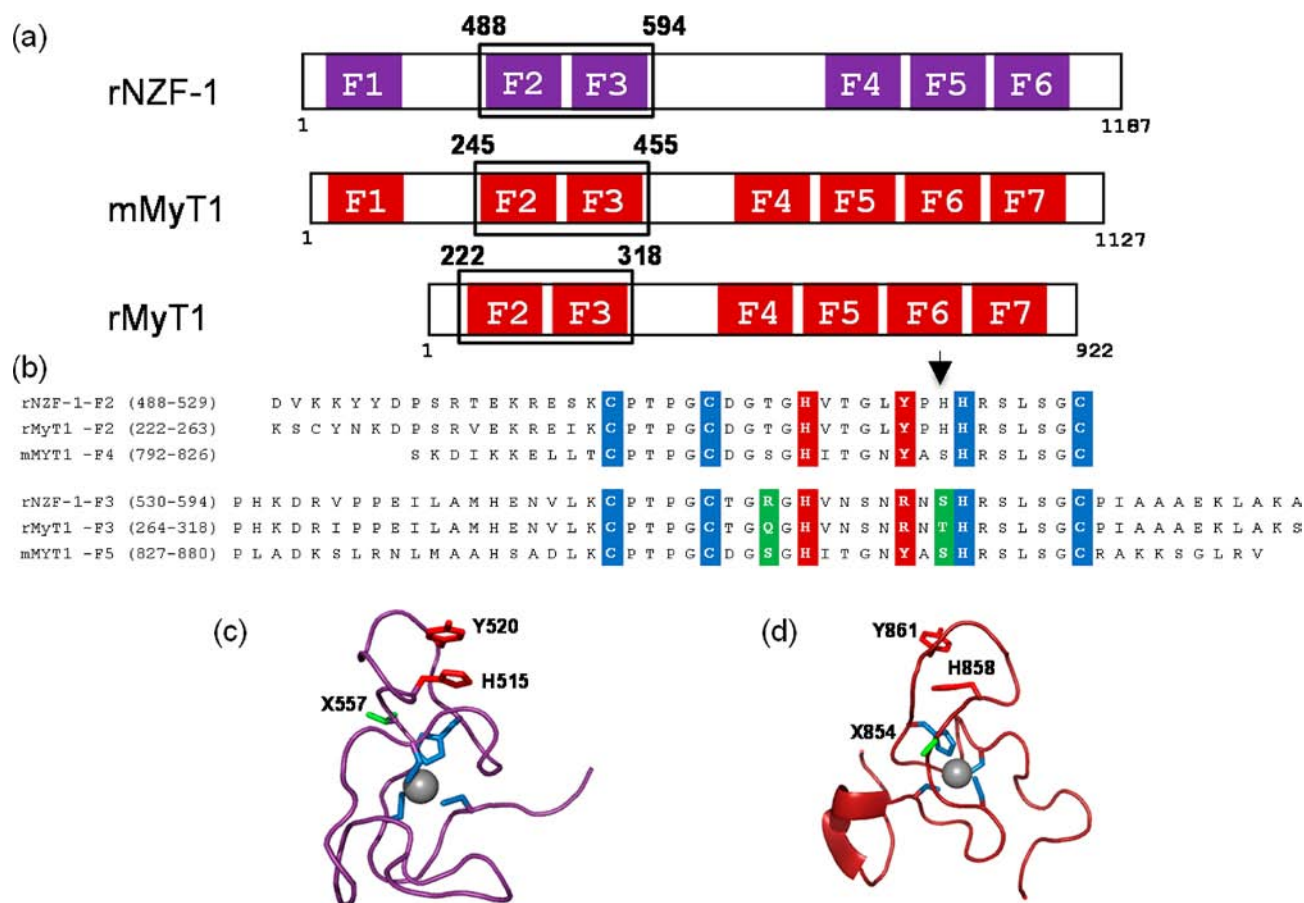 (a)
488 594
rNZF-1 F1 F2 F3 F4 F5 F6
1 1187
245 455
mMyT1 F1 F2 F3 F4 F5 F6 F7
1 1127
222 318
rMyT1 F2 F3 F4 F5 F6 F7
1 922
(b)
rNZF-1-F2 (488-529) D V K K Y Y D P S R T E K R E S K C P T P G C D G T G H V T G L Y P H H R S L S G C
rMyT1 -F2 (222-263) K S C Y N K D P S R V E K R E I K C P T P G C D G T G H V T G L Y P H H R S L S G C
mMYT1 -F4 (792-826) S K D I K K E L L T C P T P G C D G S G H I T G N Y A S H R S L S G C
rNZF-1-F3 (530-594) P H K D R V P P E I L A M H E N V L K C P T P G C T G R G H V N S N R N S H R S L S G C P I A A A E K L A K A
rMyT1 -F3 (264-318) P H K D R I P P E I L A M H E N V L K C P T P G C T G Q G H V N S N R N T H R S L S G C P I A A A E K L A K S
mMYT1 -F5 (827-880) P L A D K S L R N L M A A H S A D L K C P T P G C D G S G H I T G N Y A S H R S L S G C R A K K S G L R V
(c)
Y520
H515
X557
(d)
Y861
H858
X854